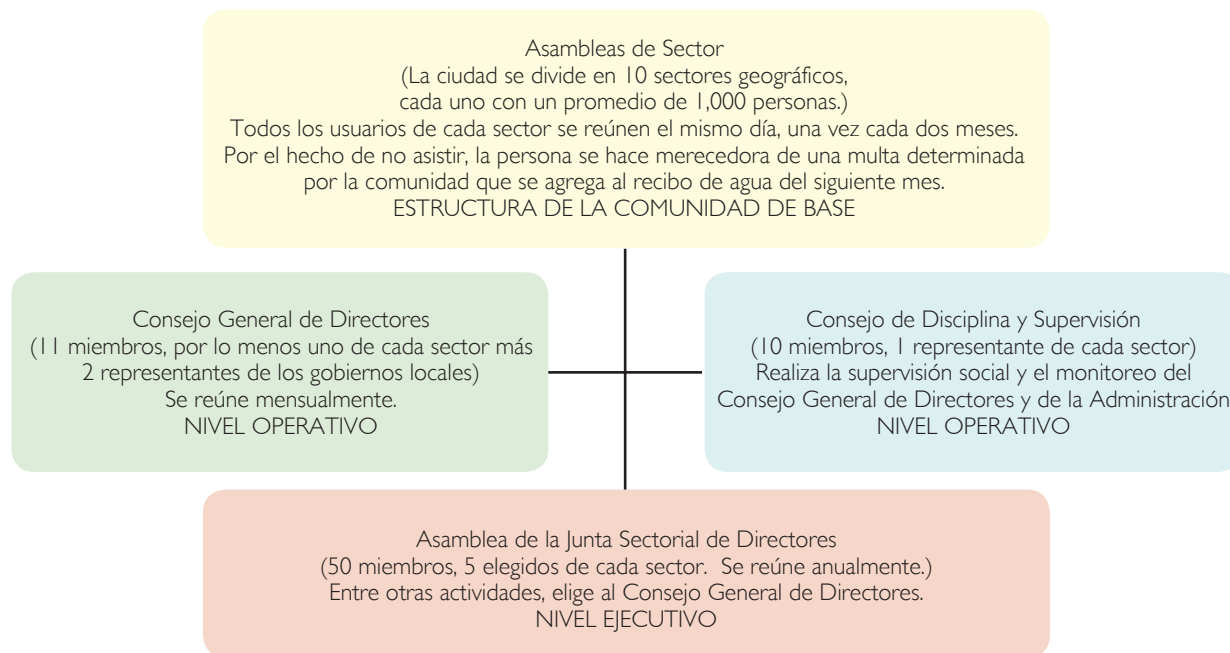 Asambleas de Sector
(La ciudad se divide en 10 sectores geográficos,
cada uno con un promedio de 1,000 personas.)
Todos los usuarios de cada sector se reúnen el mismo día, una vez cada dos meses.
Por el hecho de no asistir, la persona se hace merecedora de una multa determinada
por la comunidad que se agrega al recibo de agua del siguiente mes.
ESTRUCTURA DE LA COMUNIDAD DE BASE
Consejo General de Directores
(11 miembros, por lo menos uno de cada sector más
2 representantes de los gobiernos locales)
Se reúne mensualmente.
NIVEL OPERATIVO
Consejo de Disciplina y Supervisión
(10 miembros, 1 representante de cada sector)
Realiza la supervisión social y el monitoreo del
Consejo General de Directores y de la Administración
NIVEL OPERATIVO
Asamblea de la Junta Sectorial de Directores
(50 miembros, 5 elegidos de cada sector. Se reúne anualmente.)
Entre otras actividades, elige al Consejo General de Directores.
NIVEL EJECUTIVO